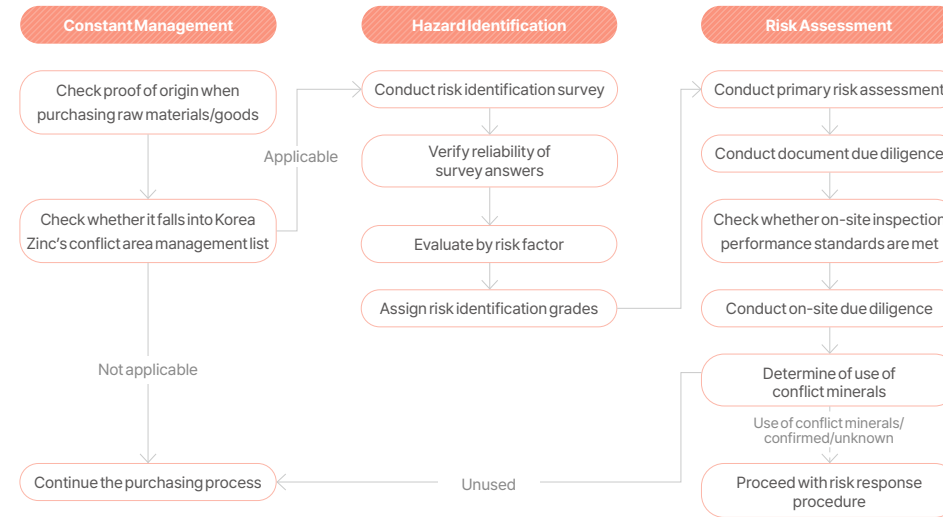 Constant Management
Check proof of origin when
purchasing raw materials/goods
Check whether it falls into Korea
Zinc's conflict area management list
Applicable
Not applicable
Continue the purchasing process
Hazard Identification
Conduct risk identification survey
Verify reliability of
survey answers
Evaluate by risk factor
Assign risk identification grades
Risk Assessment
Conduct primary risk assessment
Conduct document due diligence
Check whether on-site inspection
performance standards are met
Conduct on-site due diligence
Determine of use of
conflict minerals
Use of conflict minerals/
confirmed/unknown
Unused
Proceed with risk response
procedure